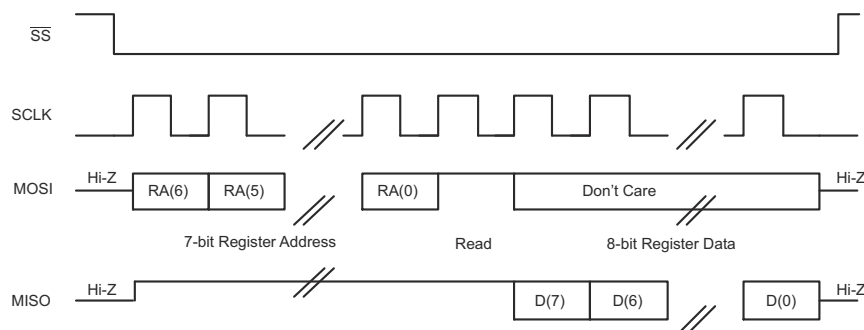 SS
SCLK
MOSI Hi-Z RA(6) RA(5) RA(0) Don't Care Hi-Z
7-bit Register Address Read 8-bit Register Data
MISO Hi-Z D(7) D(6) D(0) Hi-Z